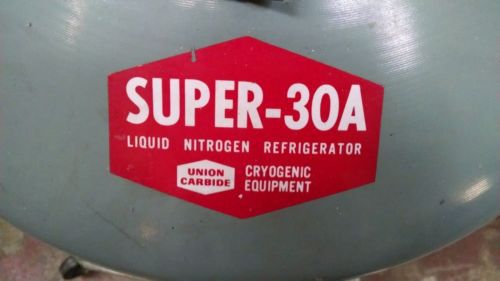 SUPER-30A
LIQUID NITROGEN REFRIGERATOR
UNION
CARBIDE
CRYOGENIC
EQUIPMENT